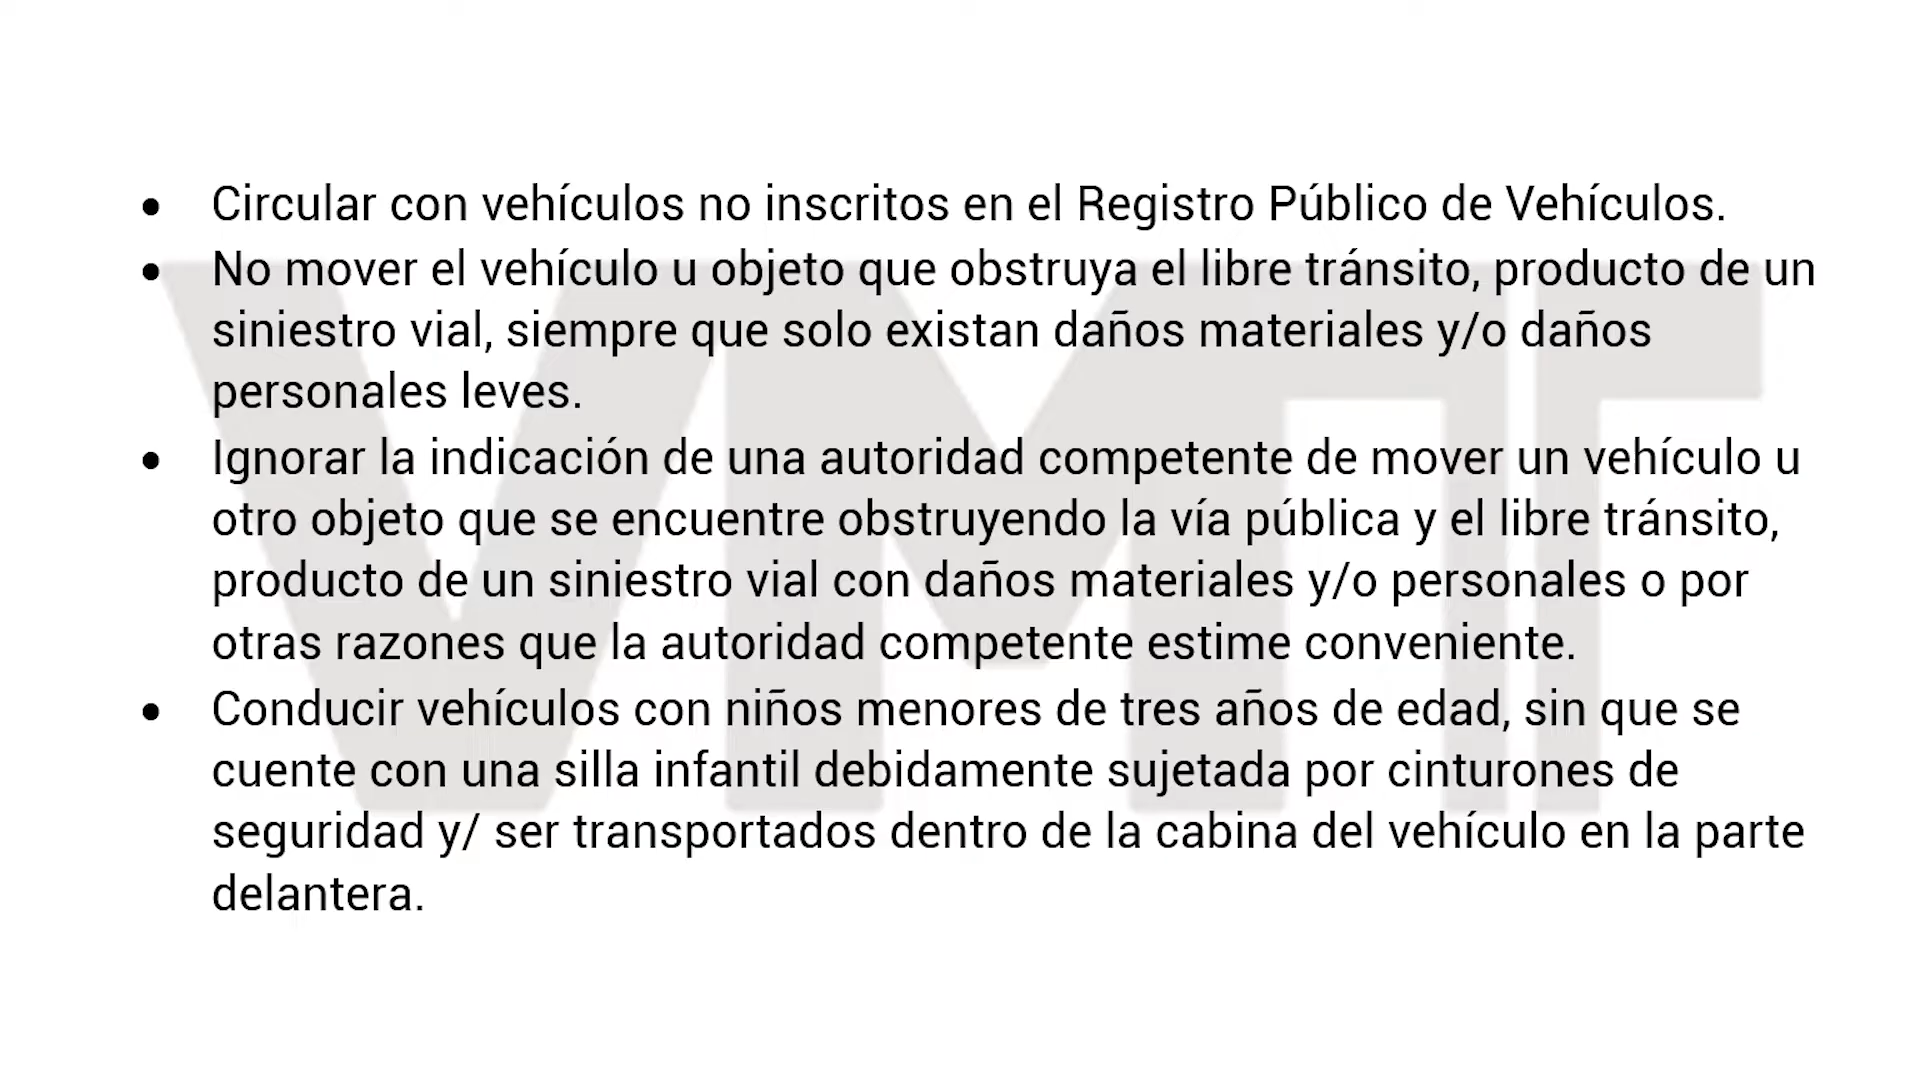 • Circular con vehículos no inscritos en el Registro Público de Vehículos.
• No mover el vehículo u objeto que obstruya el libre tránsito, producto de un
siniestro vial, siempre que solo existan daños materiales y/o daños
personales leves.
• Ignorar la indicación de una autoridad competente de mover un vehículo u
otro objeto que se encuentre obstruyendo la vía pública y el libre tránsito,
producto de un siniestro vial con daños materiales y/o personales o por
otras razones que la autoridad competente estime conveniente.
• Conducir vehículos con niños menores de tres años de edad, sin que se
cuente con una silla infantil debidamente sujetada por cinturones de
seguridad y/ ser transportados dentro de la cabina del vehículo en la parte
delantera.
VMT